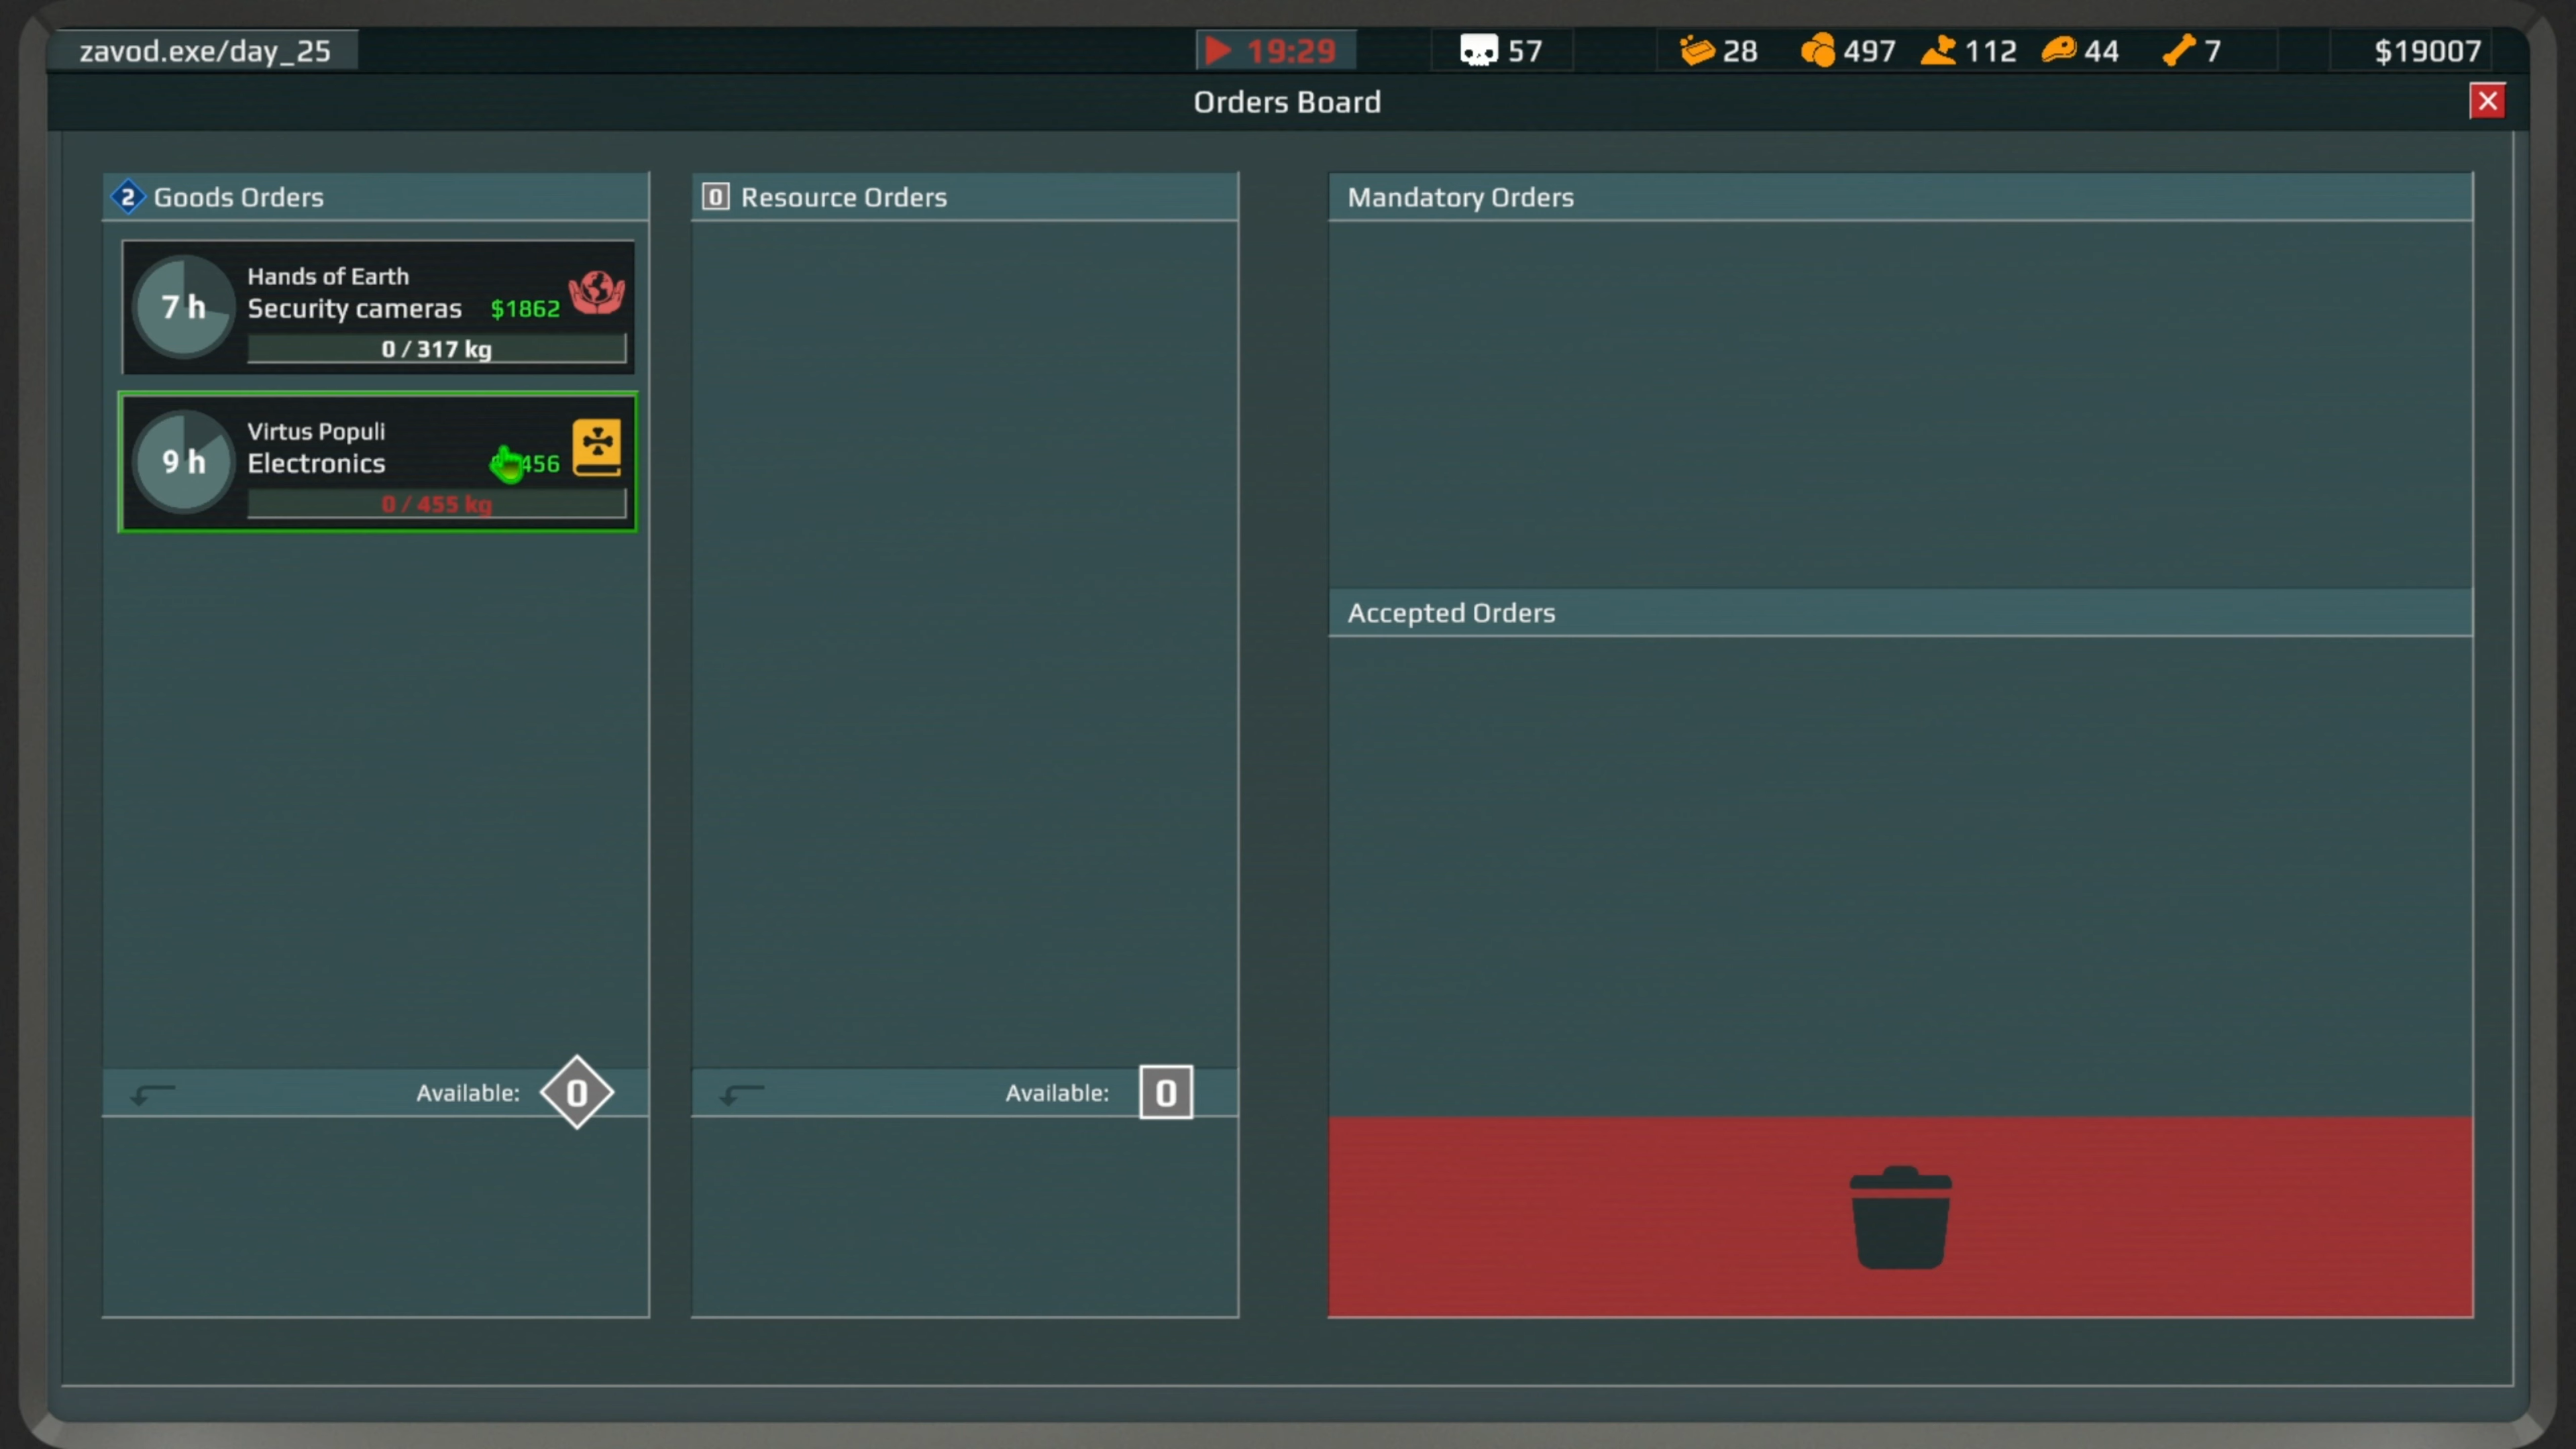 zavod.exe/day_25
19:29
57
28
497
112
44
7
$19007
Orders Board
2 Goods Orders
7 h
Hands of Earth
Security cameras $1862
0 / 317 kg
9 h
Virtus Populi
Electronics 456
0 / 455 kg
Available: 0
0 Resource Orders
Available: 0
Mandatory Orders
Accepted Orders